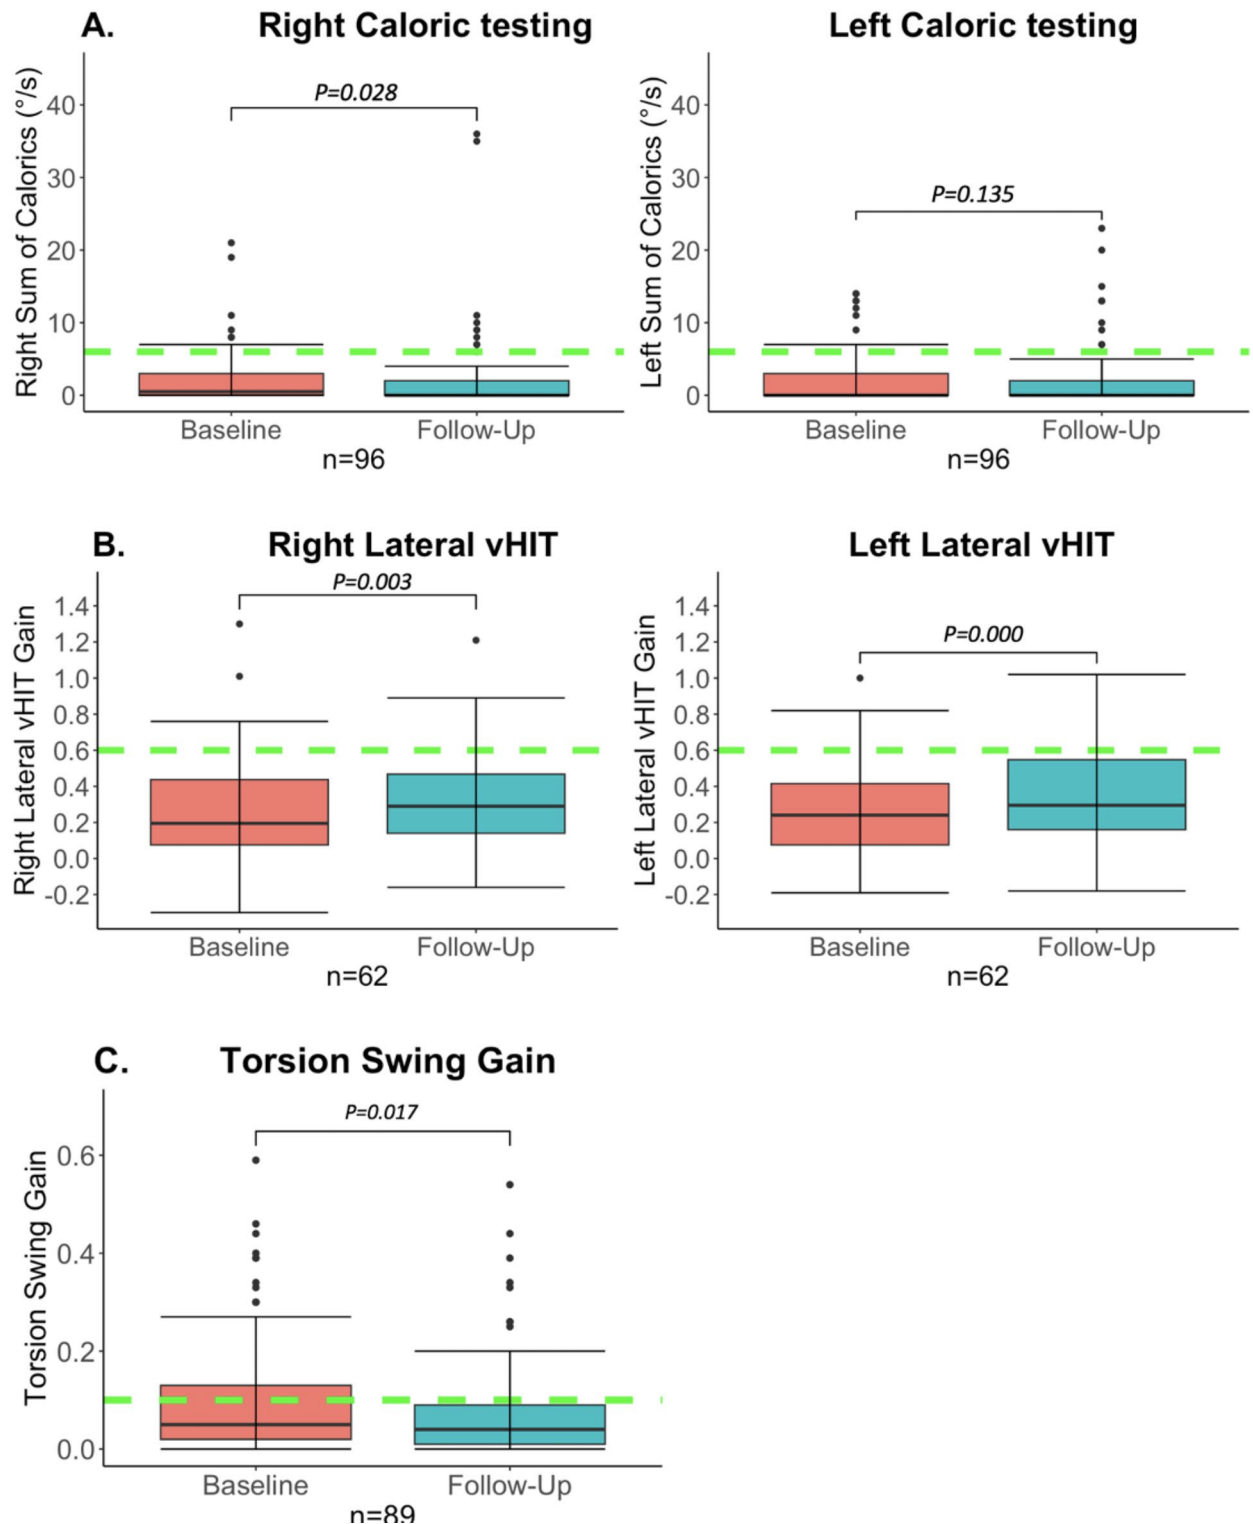 A. Right Caloric testing
Left Caloric testing
Right Sum of Calorics (°/s)
40
30
20
10
0
P=0.028
Baseline
Follow-Up
n=96
Left Sum of Calorics (°/s)
40
30
20
10
0
P=0.135
Baseline
Follow-Up
n=96
B. Right Lateral vHIT
Left Lateral vHIT
Right Lateral vHIT Gain
1.4
1.2
1.0
0.8
0.6
0.4
0.2
0.0
-0.2
P=0.003
Baseline
Follow-Up
n=62
Left Lateral vHIT Gain
1.4
1.2
1.0
0.8
0.6
0.4
0.2
0.0
-0.2
P=0.000
Baseline
Follow-Up
n=62
C. Torsion Swing Gain
Torsion Swing Gain
0.6
0.4
0.2
0.0
P=0.017
Baseline
Follow-Up
n=89